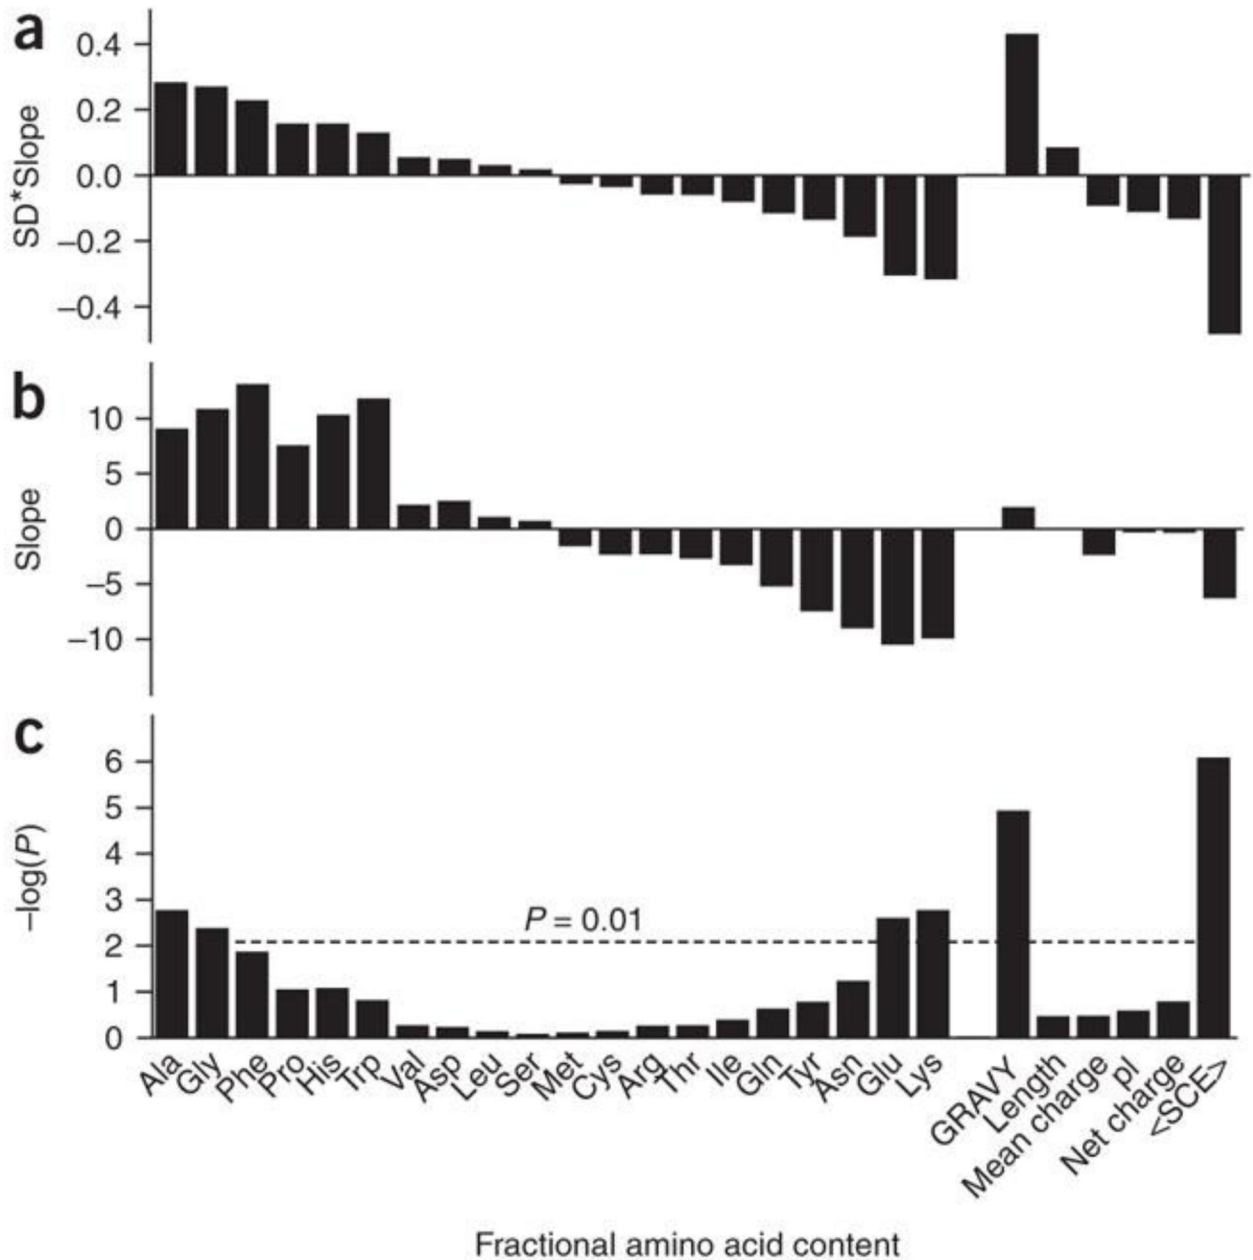 a
SD*Slope
0.4
0.2
0.0
–0.2
–0.4
b
Slope
10
5
0
–5
–10
c
–log(P)
6
5
4
3
2
1
0
P = 0.01
Ala
Gly
Phe
Pro
His
Trp
Val
Asp
Leu
Ser
Met
Cys
Arg
Thr
Ile
Gln
Tyr
Asn
Glu
Lys
GRAVY
Length
Mean charge
pI
Net charge
<SCE>
Fractional amino acid content